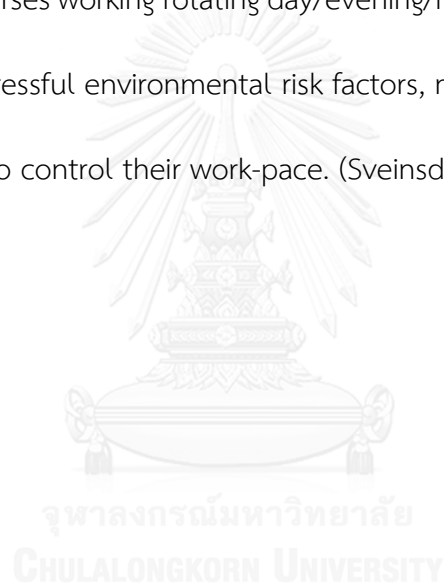 rses working rotating day/evening/
ressful environmental risk factors,
o control their work-pace. (Sveinsd
จุฬาลงกรณ์มหาวิทยาลัย
CHULALONGKORN UNIVERSITY